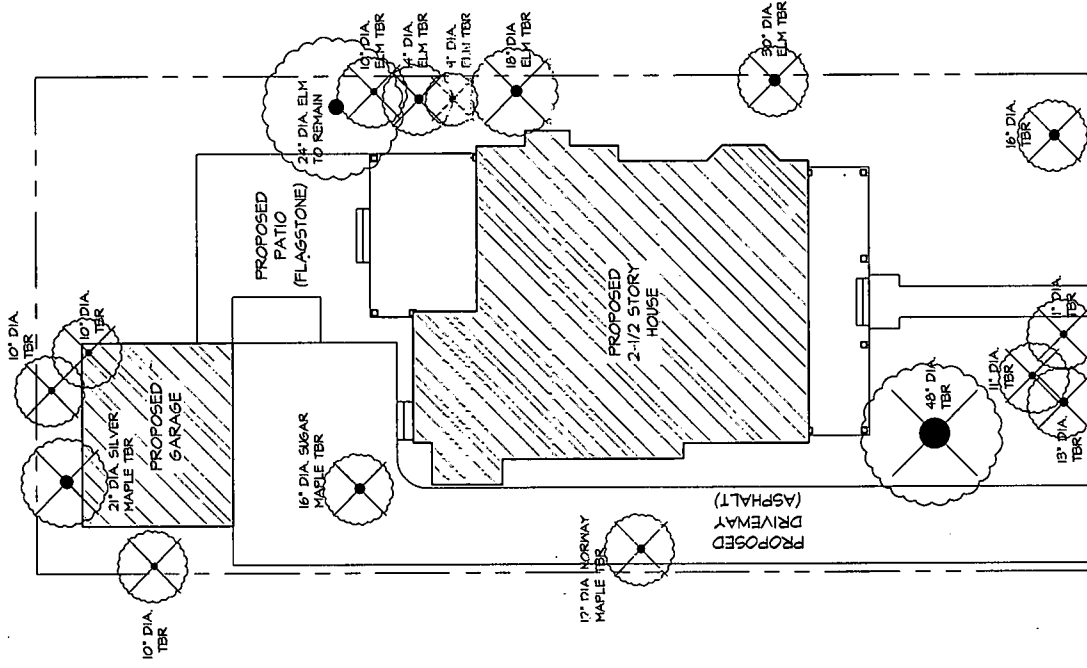 10" DIA.
ELM TBR
14" DIA.
ELM TBR
9" DIA.
ELM TBR
18" DIA
ELM TBR
30" DIA.
ELM TBR
24" DIA. ELM
TO REMAIN
16" DIA.
TBR
PROPOSED
PATIO
(FLAGSTONE)
10" DIA.
TBR
10" DIA.
TBR
PROPOSED
GARAGE
21" DIA. SILVER
MAPLE TBR
16" DIA. SUGAR
MAPLE TBR
PROPOSED
2-1/2 STORY
HOUSE
11" DIA.
TBR
11" DIA.
TBR
48" DIA.
TBR
13" DIA.
TBR
PROPOSED
DRIVEWAY
(ASPHALT)
17" DIA NORWAY
MAPLE TBR
10" DIA.
TBR